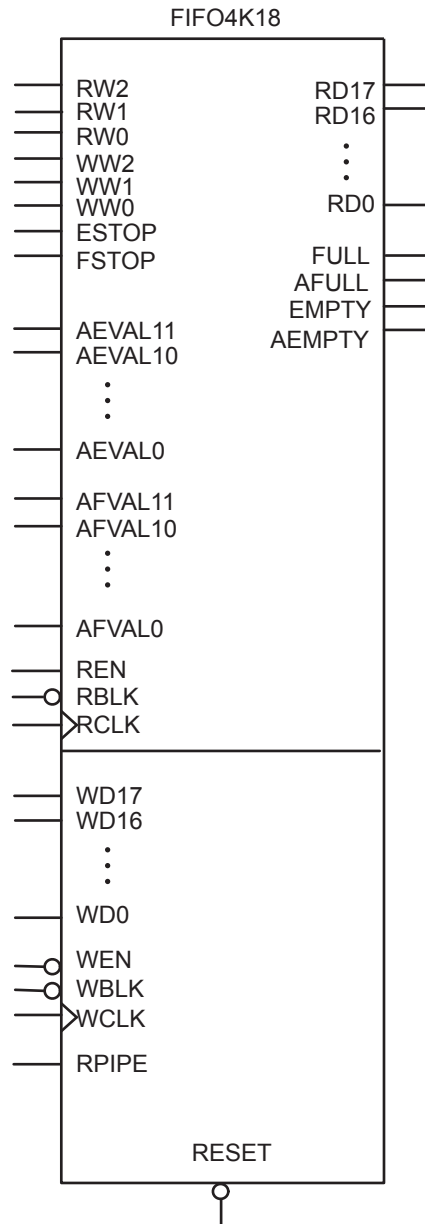 FIFO4K18
RW2
RW1
RW0
WW2
WW1
WW0
ESTOP
FSTOP
AEVAL11
AEVAL10
AEVAL0
AFVAL11
AFVAL10
AFVAL0
REN
RBLK
RCLK
RD17
RD16
RD0
FULL
AFULL
EMPTY
AEMPTY
WD17
WD16
WD0
WEN
WBLK
WCLK
RPIPE
RESET